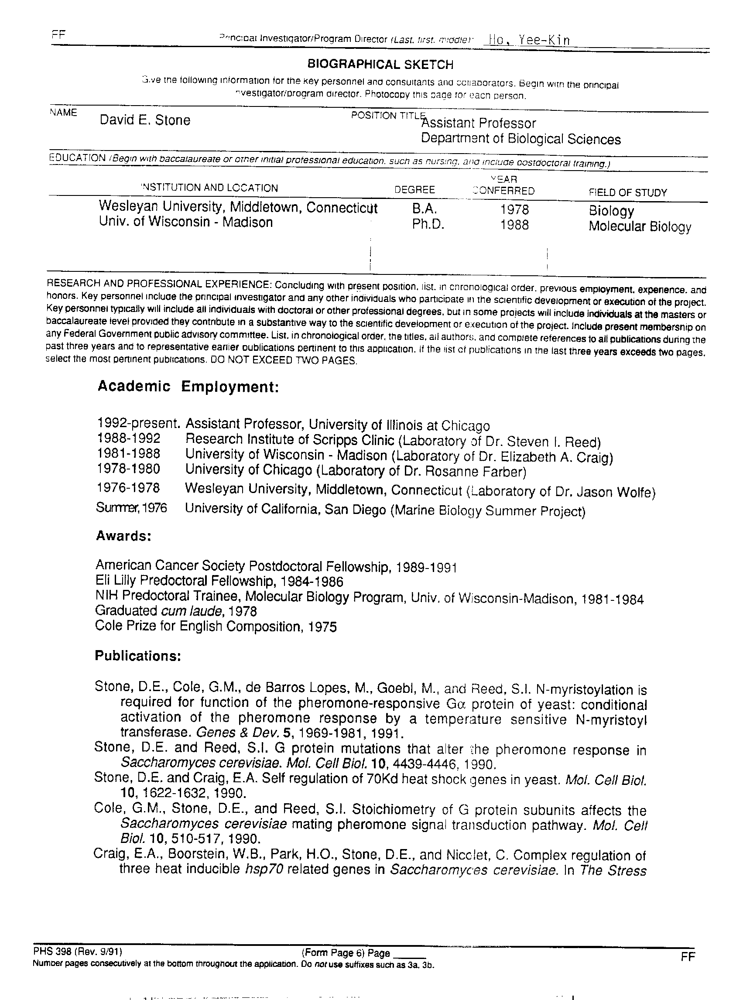 FF
Principal Investigator/Program Director (Last, first, middle): Ho, Yee-Kin
BIOGRAPHICAL SKETCH
Give the following information for the key personnel and consultants and collaborators. Begin with the principal
investigator/program director. Photocopy this page for each person.
NAME
David E. Stone
POSITION TITLE
Assistant Professor
Department of Biological Sciences
EDUCATION (Begin with baccalaureate or other initial professional education, such as nursing, and include postdoctoral training.)
INSTITUTION AND LOCATION DEGREE YEAR CONFERRED FIELD OF STUDY
Wesleyan University, Middletown, Connecticut B.A. 1978 Biology
Univ. of Wisconsin - Madison Ph.D. 1988 Molecular Biology
RESEARCH AND PROFESSIONAL EXPERIENCE: Concluding with present position, list, in chronological order, previous employment, experience, and
honors. Key personnel include the principal investigator and any other individuals who participate in the scientific development or execution of the project.
Key personnel typically will include all individuals with doctoral or other professional degrees, but in some projects will include individuals at the masters or
baccalaureate level provided they contribute in a substantive way to the scientific development or execution of the project. Include present membership on
any Federal Government public advisory committee. List, in chronological order, the titles, all authors, and complete references to all publications during the
past three years and to representative earlier publications pertinent to this application. If the list of publications in the last three years exceeds two pages,
select the most pertinent publications. DO NOT EXCEED TWO PAGES.
Academic Employment:
1992-present. Assistant Professor, University of Illinois at Chicago
1988-1992 Research Institute of Scripps Clinic (Laboratory of Dr. Steven I. Reed)
1981-1988 University of Wisconsin - Madison (Laboratory of Dr. Elizabeth A. Craig)
1978-1980 University of Chicago (Laboratory of Dr. Rosanne Farber)
1976-1978 Wesleyan University, Middletown, Connecticut (Laboratory of Dr. Jason Wolfe)
Summer, 1976 University of California, San Diego (Marine Biology Summer Project)
Awards:
American Cancer Society Postdoctoral Fellowship, 1989-1991
Eli Lilly Predoctoral Fellowship, 1984-1986
NIH Predoctoral Trainee, Molecular Biology Program, Univ. of Wisconsin-Madison, 1981-1984
Graduated cum laude, 1978
Cole Prize for English Composition, 1975
Publications:
Stone, D.E., Cole, G.M., de Barros Lopes, M., Goebl, M., and Reed, S.I. N-myristoylation is
required for function of the pheromone-responsive Gα protein of yeast: conditional
activation of the pheromone response by a temperature sensitive N-myristoyl
transferase. Genes & Dev. 5, 1969-1981, 1991.
Stone, D.E. and Reed, S.I. G protein mutations that alter the pheromone response in
Saccharomyces cerevisiae. Mol. Cell Biol. 10, 4439-4446, 1990.
Stone, D.E. and Craig, E.A. Self regulation of 70Kd heat shock genes in yeast. Mol. Cell Biol.
10, 1622-1632, 1990.
Cole, G.M., Stone, D.E., and Reed, S.I. Stoichiometry of G protein subunits affects the
Saccharomyces cerevisiae mating pheromone signal transduction pathway. Mol. Cell
Biol. 10, 510-517, 1990.
Craig, E.A., Boorstein, W.B., Park, H.O., Stone, D.E., and Nicolet, C. Complex regulation of
three heat inducible hsp70 related genes in Saccharomyces cerevisiae. In The Stress
PHS 398 (Rev. 9/91) (Form Page 6) Page FF
Number pages consecutively at the bottom throughout the application. Do not use suffixes such as 3a, 3b.